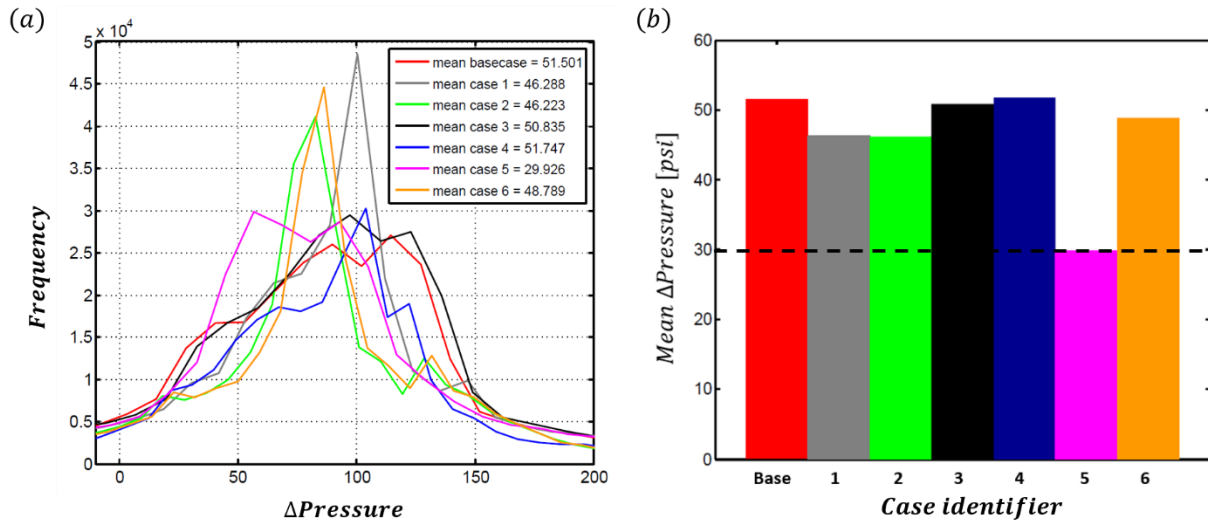 (a)
x 10⁴
5
4.5
4
3.5
3
2.5
2
1.5
1
0.5
0
Frequency
mean basecase = 51.501
mean case 1 = 46.288
mean case 2 = 46.223
mean case 3 = 50.835
mean case 4 = 51.747
mean case 5 = 29.926
mean case 6 = 48.789
0 50 100 150 200
ΔPressure
(b)
60
50
40
30
20
10
0
Mean ΔPressure [psi]
Base 1 2 3 4 5 6
Case identifier